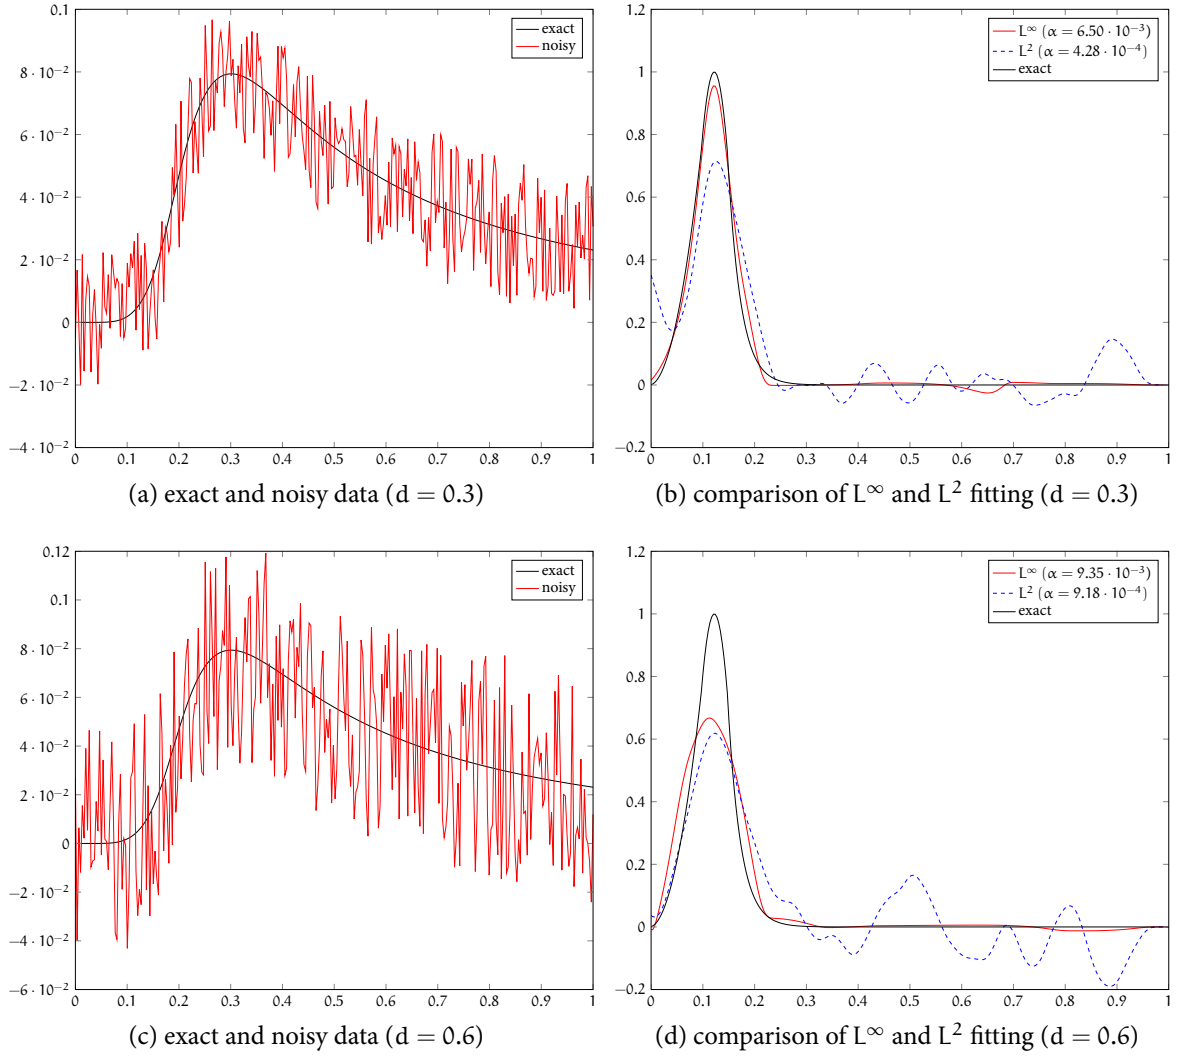 0.1
8 · 10⁻²
6 · 10⁻²
4 · 10⁻²
2 · 10⁻²
0
−2 · 10⁻²
−4 · 10⁻²
0 0.1 0.2 0.3 0.4 0.5 0.6 0.7 0.8 0.9 1
exact
noisy
(a) exact and noisy data (d = 0.3)
1.2
1
0.8
0.6
0.4
0.2
0
−0.2
0 0.1 0.2 0.3 0.4 0.5 0.6 0.7 0.8 0.9 1
L∞ (α = 6.50 · 10⁻³)
L² (α = 4.28 · 10⁻⁴)
exact
(b) comparison of L∞ and L² fitting (d = 0.3)
0.12
0.1
8 · 10⁻²
6 · 10⁻²
4 · 10⁻²
2 · 10⁻²
0
−2 · 10⁻²
−4 · 10⁻²
−6 · 10⁻²
0 0.1 0.2 0.3 0.4 0.5 0.6 0.7 0.8 0.9 1
exact
noisy
(c) exact and noisy data (d = 0.6)
1.2
1
0.8
0.6
0.4
0.2
0
−0.2
0 0.1 0.2 0.3 0.4 0.5 0.6 0.7 0.8 0.9 1
L∞ (α = 9.35 · 10⁻³)
L² (α = 9.18 · 10⁻⁴)
exact
(d) comparison of L∞ and L² fitting (d = 0.6)